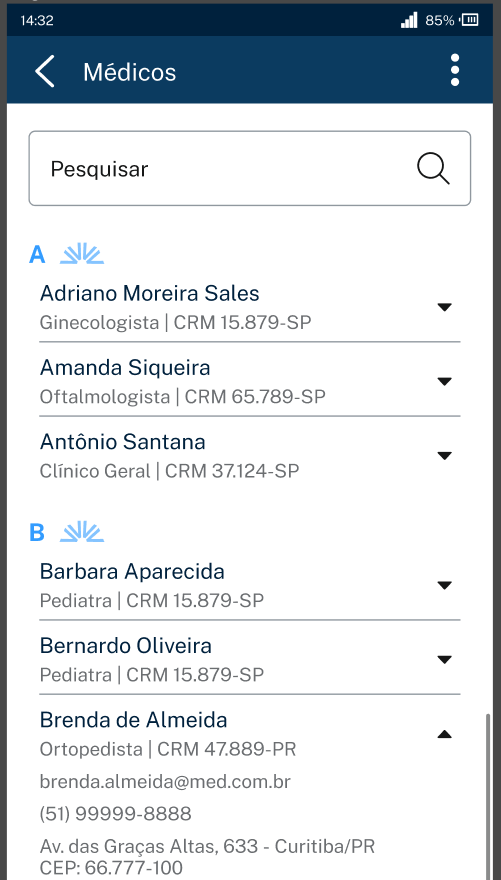 14:32
85%
Médicos
Pesquisar
A
Adriano Moreira Sales
Ginecologista | CRM 15.879-SP
Amanda Siqueira
Oftalmologista | CRM 65.789-SP
Antônio Santana
Clínico Geral | CRM 37.124-SP
B
Barbara Aparecida
Pediatra | CRM 15.879-SP
Bernardo Oliveira
Pediatra | CRM 15.879-SP
Brenda de Almeida
Ortopedista | CRM 47.889-PR
brenda.almeida@med.com.br
(51) 99999-8888
Av. das Graças Altas, 633 - Curitiba/PR
CEP: 66.777-100